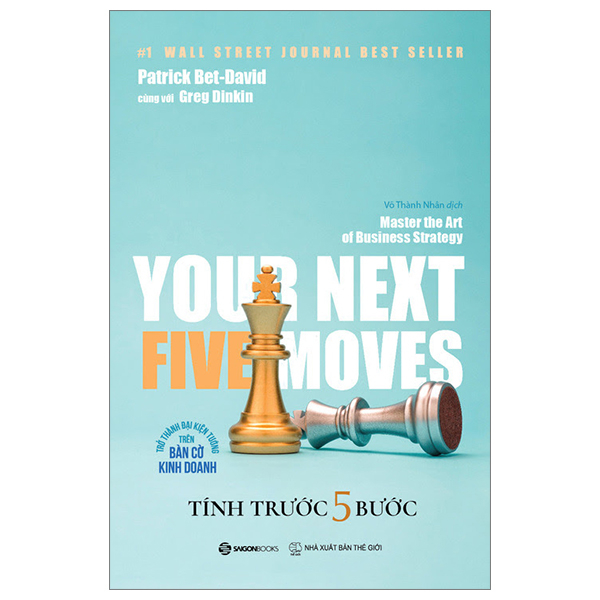 #1 WALL STREET JOURNAL BEST SELLER
Patrick Bet-David
cùng với Greg Dinkin
Võ Thành Nhân dịch
Master the Art
of Business Strategy
YOUR NEXT
FIVE MOVES
TRỞ THÀNH ĐẠI KIỆN TƯỚNG
TRÊN
BÀN CỜ
KINH DOANH
TÍNH TRƯỚC 5 BƯỚC
SAIGONBOOKS
NHÀ XUẤT BẢN THẾ GIỚI